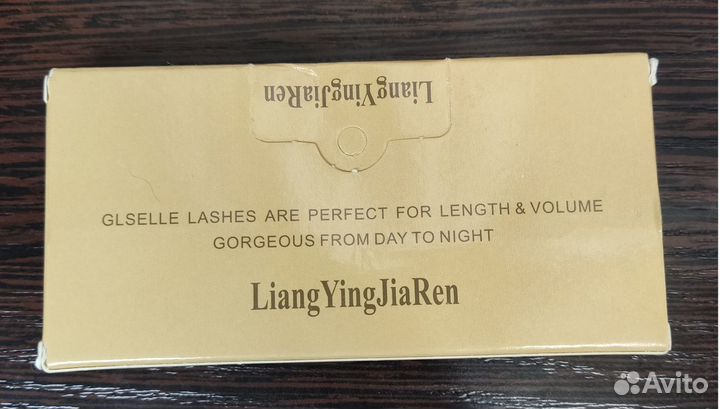 LiangYingJiaRen
GLSELLE LASHES ARE PERFECT FOR LENGTH & VOLUME
GORGEOUS FROM DAY TO NIGHT
LiangYingJiaRen
Avito